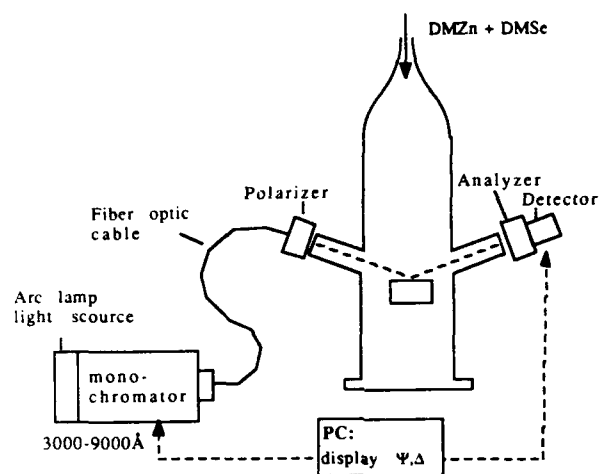 DMZn + DMSe
Polarizer
Analyzer
Detector
Fiber optic
cable
Arc lamp
light scource
mono-
chromator
3000-9000Å
PC:
display Ψ,Δ